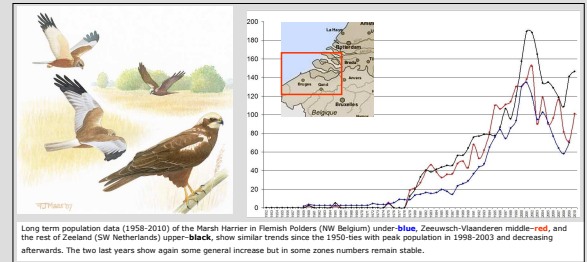 200
180
160
140
120
100
80
60
40
20
0
La Haye
Rotterdam
Breda
Bruges
Gand
Anvers
Bruxelles
Belgique
Long term population data (1958-2010) of the Marsh Harrier in Flemish Polders (NW Belgium) under-blue, Zeeuwsch-Vlaanderen middle–red, and
the rest of Zeeland (SW Netherlands) upper–black, show similar trends since the 1950-ties with peak population in 1998-2003 and decreasing
afterwards. The two last years show again some general increase but in some zones numbers remain stable.